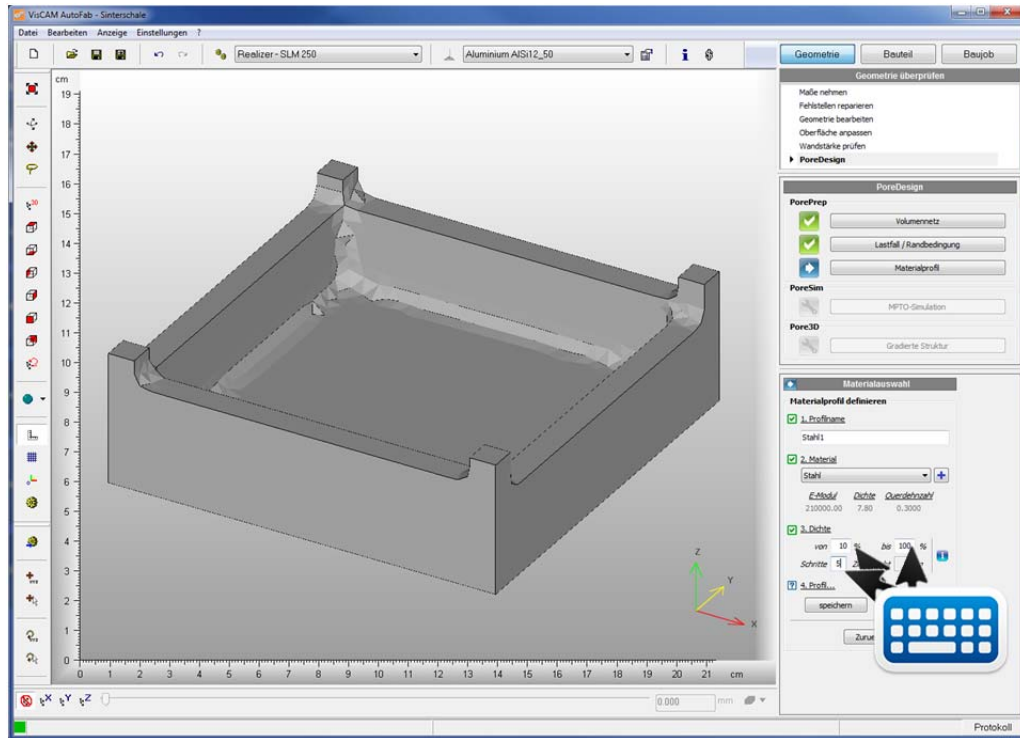 VisCAM AutoFab - Sinterschale
Datei Bearbeiten Anzeige Einstellungen ?
Realizer - SLM 250
Aluminium AlSi12_50
Geometrie Bauteil Baujob
Geometrie überprüfen
Maße nehmen
Fehlstellen reparieren
Geometrie bearbeiten
Oberfläche anpassen
Wandstärke prüfen
PoreDesign
PoreDesign
PorePrep
Volumennetz
Lastfall / Randbedingung
Materialprofil
PoreSim
MPTO-Simulation
Pore3D
Gradierte Struktur
Materialauswahl
Materialprofil definieren
1. Profilname
Stahl1
2. Material
Stahl
E-Modul Dichte Querdehnzahl
210000.00 7.80 0.3000
3. Dichte
von 10 % bis 100 %
Schritte 5
4. Profil...
speichern
cm
19
18
17
16
15
14
13
12
11
10
9
8
7
6
5
4
3
2
1
0
0 1 2 3 4 5 6 7 8 9 10 11 12 13 14 15 16 17 18 19 20 21 cm
Z
Y
X
3D
X Y Z
0.000 mm
Protokoll